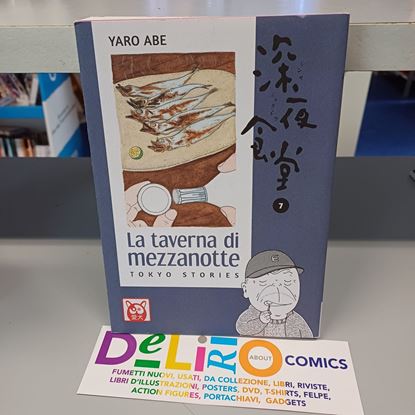 YARO ABE
深夜食堂
7
La taverna di
mezzanotte
TOKYO STORIES
DeLiRiO ABOUT COMICS
FUMETTI NUOVI, USATI, DA COLLEZIONE, LIBRI, RIVISTE,
LIBRI D'ILLUSTRAZIONI, POSTERS, DVD, T-SHIRTS, FELPE,
ACTION FIGURES, PORTACHIAVI, GADGETS